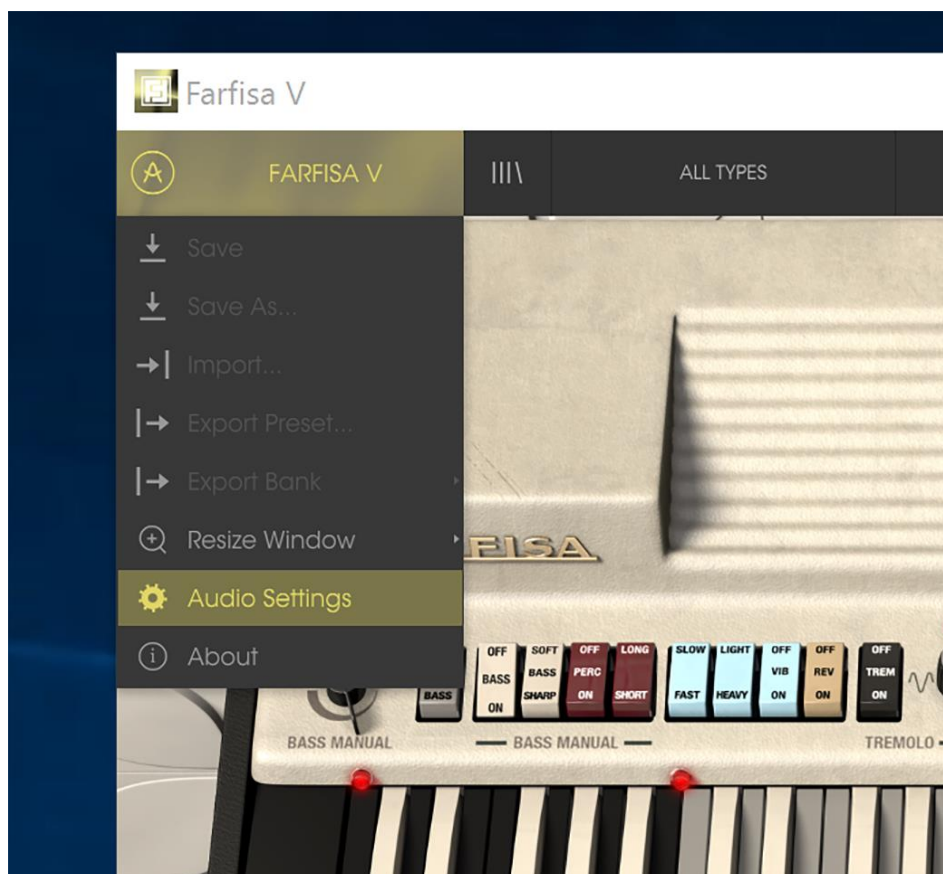 Farfisa V
FARFISA V
ALL TYPES
Save
Save As...
Import...
Export Preset...
Export Bank
Resize Window
Audio Settings
About
OFF SOFT OFF LONG SLOW LIGHT OFF OFF OFF
BASS BASS PERC VIB REV TREM
BASS ON SHARP ON SHORT FAST HEAVY ON ON ON
BASS MANUAL BASS MANUAL TREMOLO